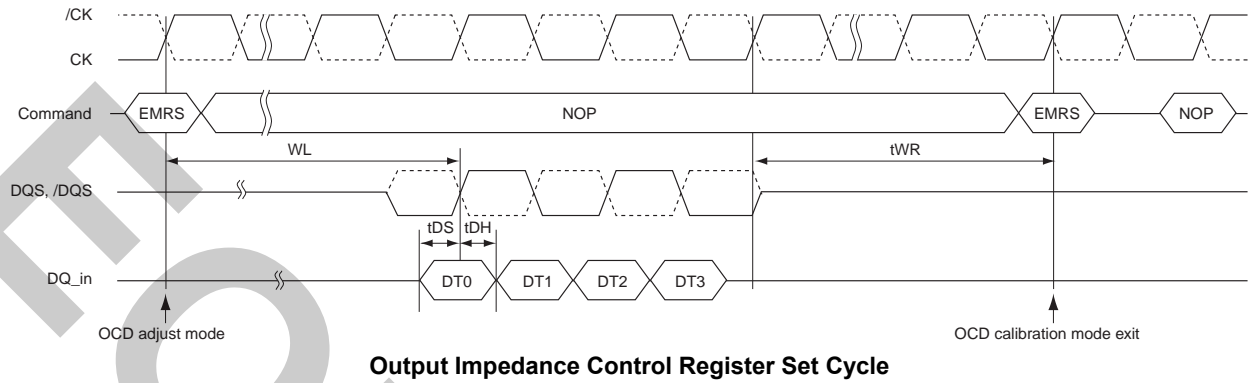 /CK
CK
Command EMRS NOP EMRS NOP
WL tWR
DQS, /DQS
tDS tDH
DQ_in DT0 DT1 DT2 DT3
OCD adjust mode OCD calibration mode exit
Output Impedance Control Register Set Cycle